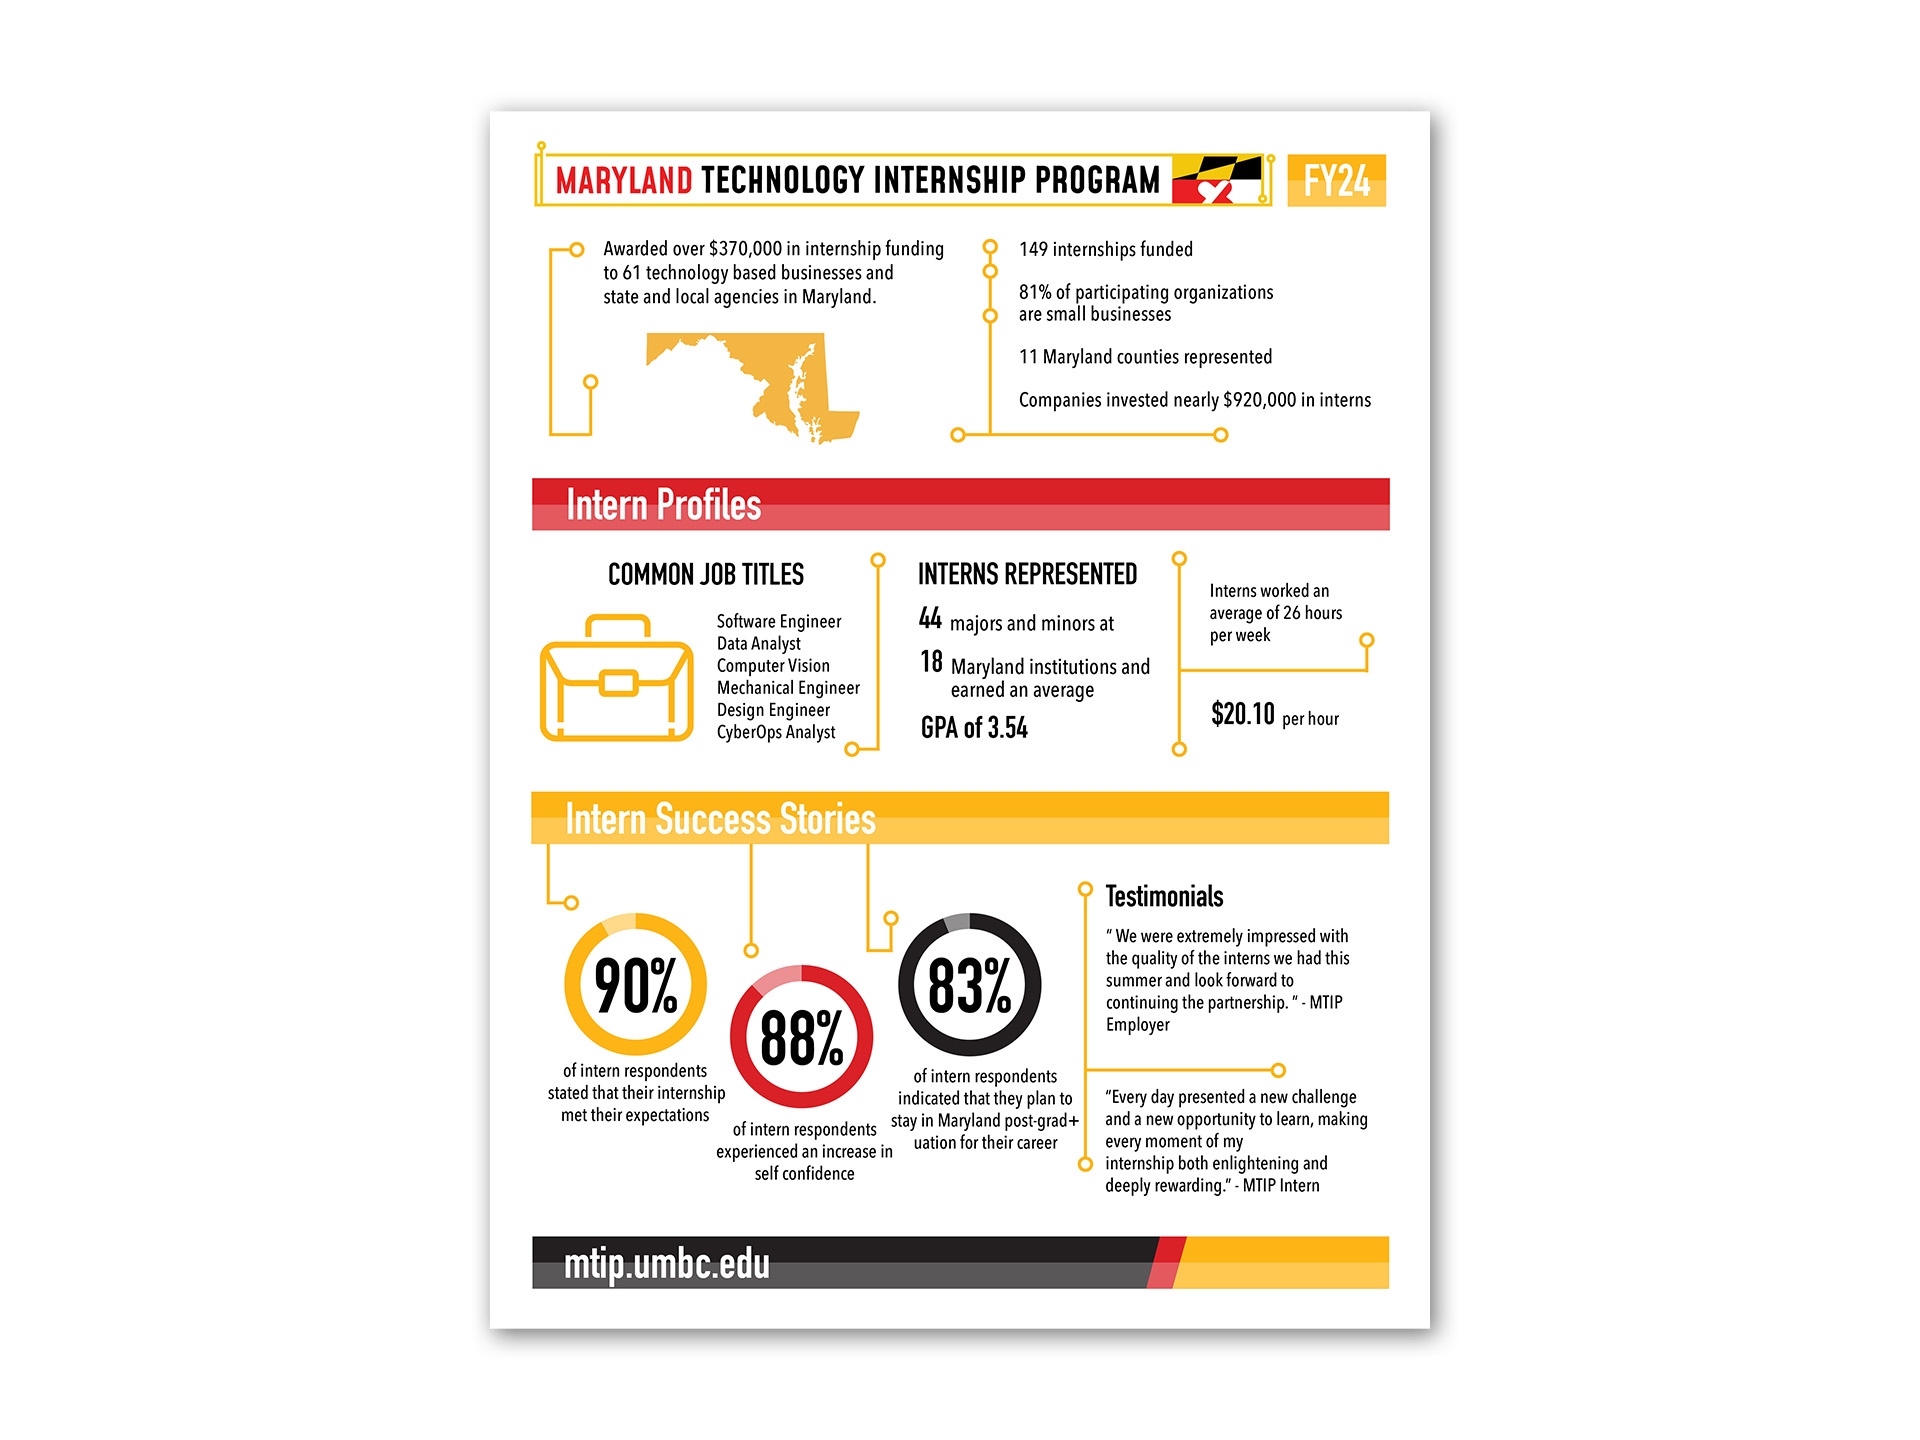 MARYLAND TECHNOLOGY INTERNSHIP PROGRAM
FY24
Awarded over $370,000 in internship funding
to 61 technology based businesses and
state and local agencies in Maryland.
149 internships funded
81% of participating organizations
are small businesses
11 Maryland counties represented
Companies invested nearly $920,000 in interns
Intern Profiles
COMMON JOB TITLES
Software Engineer
Data Analyst
Computer Vision
Mechanical Engineer
Design Engineer
CyberOps Analyst
INTERNS REPRESENTED
44 majors and minors at
18 Maryland institutions and
earned an average
GPA of 3.54
Interns worked an
average of 26 hours
per week
$20.10 per hour
Intern Success Stories
90%
of intern respondents
stated that their internship
met their expectations
88%
of intern respondents
experienced an increase in
self confidence
83%
of intern respondents
indicated that they plan to
stay in Maryland post-grad+
uation for their career
Testimonials
“ We were extremely impressed with
the quality of the interns we had this
summer and look forward to
continuing the partnership. ” - MTIP
Employer
“Every day presented a new challenge
and a new opportunity to learn, making
every moment of my
internship both enlightening and
deeply rewarding.” - MTIP Intern
mtip.umbc.edu